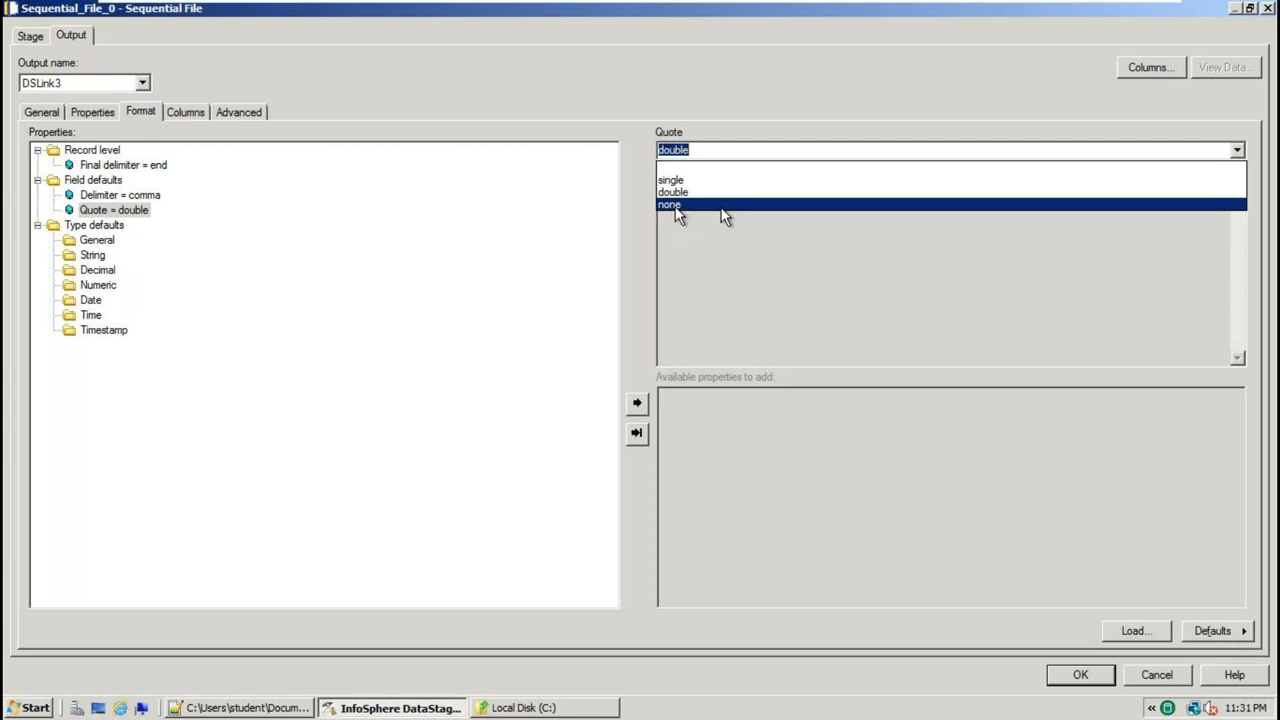 Sequential_File_0 - Sequential File
Stage
Output
Output name:
DSLink3
Columns...
View Data...
General
Properties
Format
Columns
Advanced
Properties:
Record level
Final delimiter = end
Field defaults
Delimiter = comma
Quote = double
Type defaults
General
String
Decimal
Numeric
Date
Time
Timestamp
Quote
double
single
double
none
Available properties to add:
Load...
Defaults
OK
Cancel
Help
Start
C:\Users\student\Docum...
InfoSphere DataStag...
Local Disk (C:)
11:31 PM